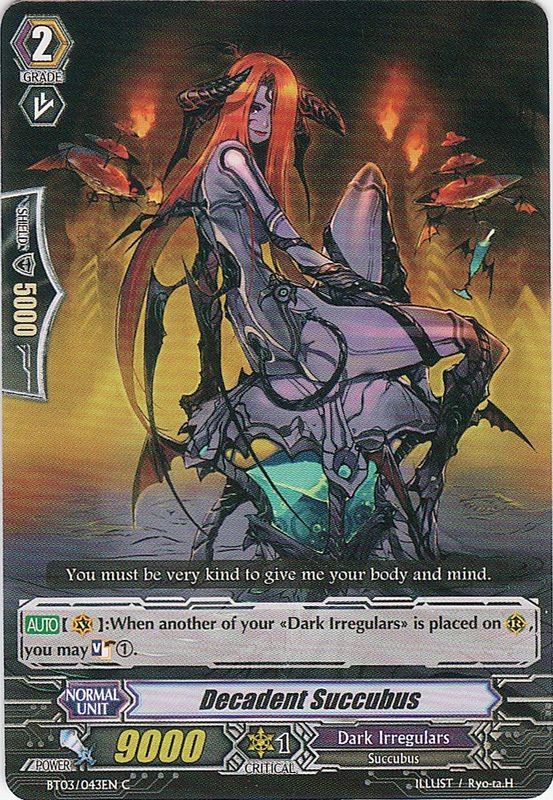 2
GRADE
SHIELD
5000
You must be very kind to give me your body and mind.
AUTO [ V ]:When another of your «Dark Irregulars» is placed on R ,
you may V ①.
NORMAL
UNIT
Decadent Succubus
POWER
9000
1
CRITICAL
Dark Irregulars
Succubus
BT03/043EN C
ILLUST / Ryo-ta.H